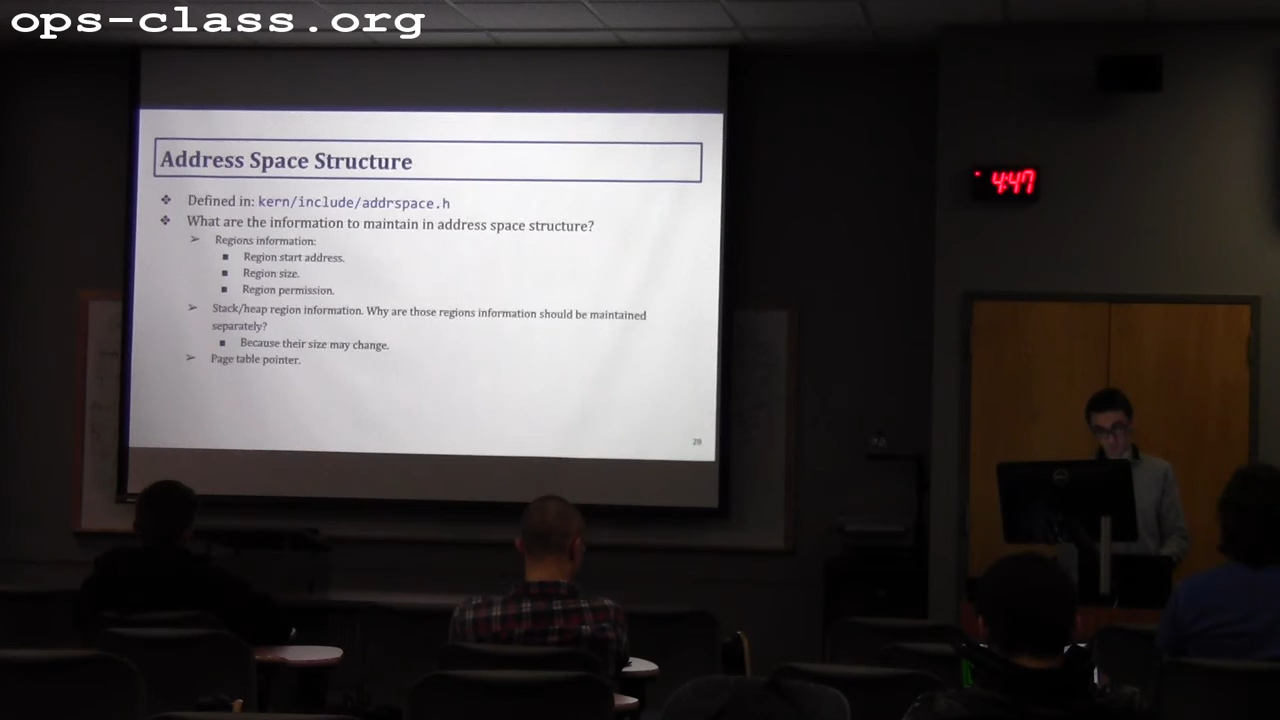 ops-class.org
Address Space Structure
❖ Defined in: kern/include/addrspace.h
❖ What are the information to maintain in address space structure?
➢ Regions information:
▪ Region start address.
▪ Region size.
▪ Region permission.
➢ Stack/heap region information. Why are those regions information should be maintained
separately?
▪ Because their size may change.
➢ Page table pointer.
20
4:47